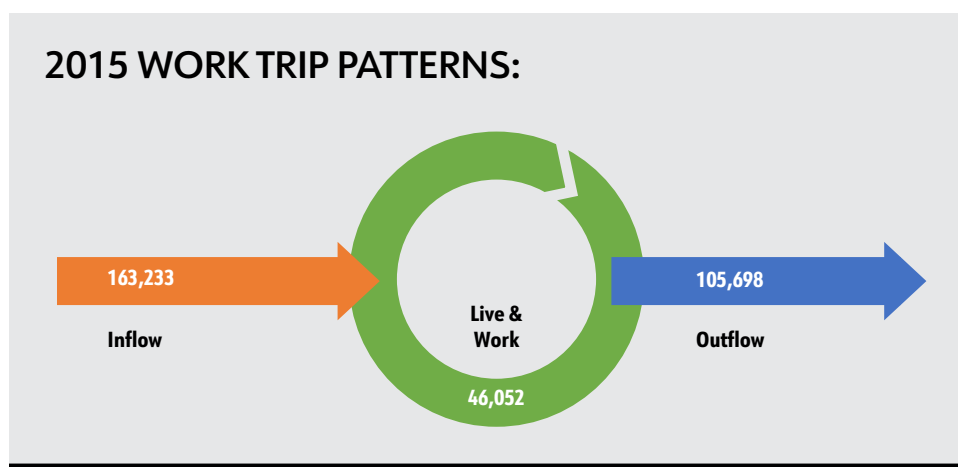 2015 WORK TRIP PATTERNS:
163,233
Inflow
Live &
Work
46,052
105,698
Outflow